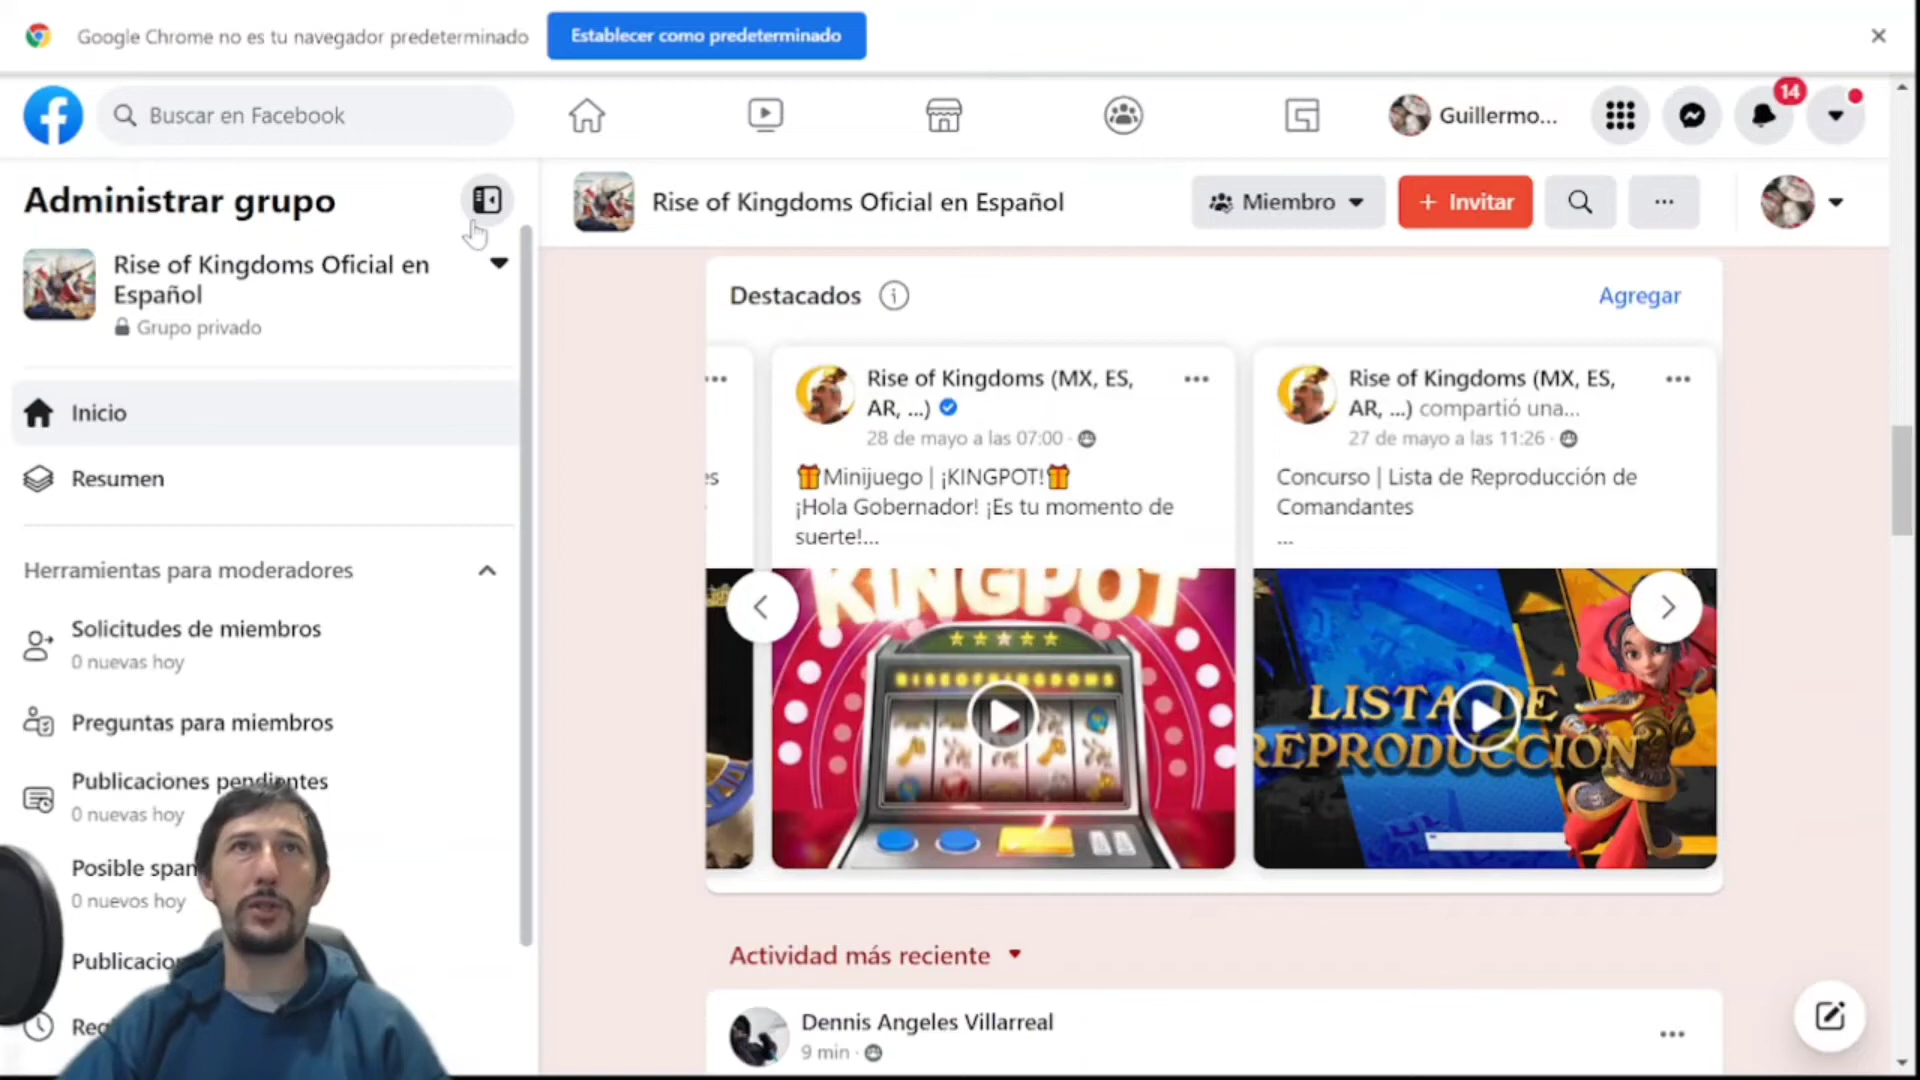 Google Chrome no es tu navegador predeterminado
Establecer como predeterminado
Buscar en Facebook
Guillermo...
14
Administrar grupo
Rise of Kingdoms Oficial en
Español
Grupo privado
Inicio
Resumen
Herramientas para moderadores
Solicitudes de miembros
0 nuevas hoy
Preguntas para miembros
Publicaciones pendientes
0 nuevas hoy
Posible spam
0 nuevos hoy
Rise of Kingdoms Oficial en Español
Miembro
+ Invitar
Destacados
Agregar
Rise of Kingdoms (MX, ES,
AR, ...)
28 de mayo a las 07:00 ·
🎁Minijuego | ¡KINGPOT!🎁
¡Hola Gobernador! ¡Es tu momento de
suerte!...
KINGPOT
RISEOFKINGDOMS
Rise of Kingdoms (MX, ES,
AR, ...) compartió una...
27 de mayo a las 11:26 ·
Concurso | Lista de Reproducción de
Comandantes
...
LISTA DE
REPRODUCCIÓN
Actividad más reciente
Dennis Angeles Villarreal
9 min ·